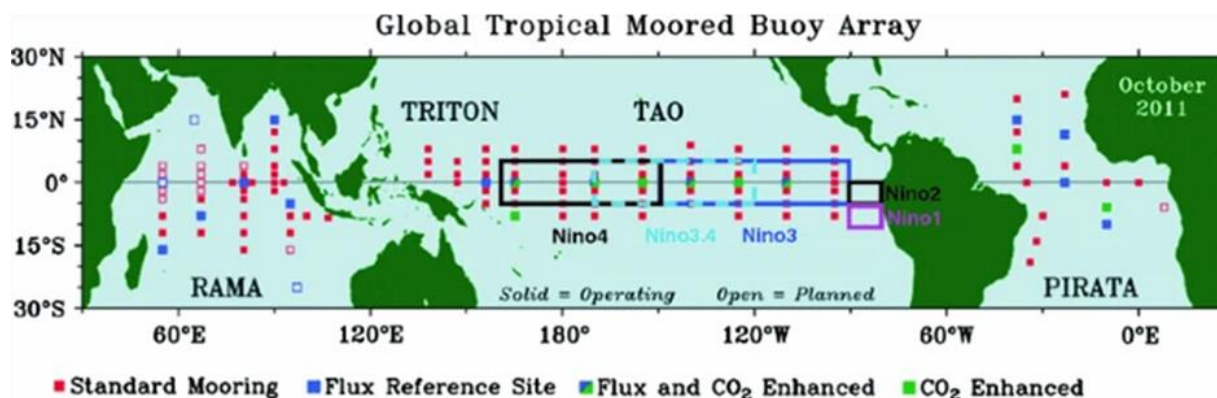 Global Tropical Moored Buoy Array
30°N
15°N
0°
15°S
30°S
TRITON
TAO
October
2011
Nino2
Nino1
Nino4
Nino3.4
Nino3
RAMA
Solid = Operating
Open = Planned
PIRATA
60°E
120°E
180°W
120°W
60°W
0°E
Standard Mooring
Flux Reference Site
Flux and CO₂ Enhanced
CO₂ Enhanced